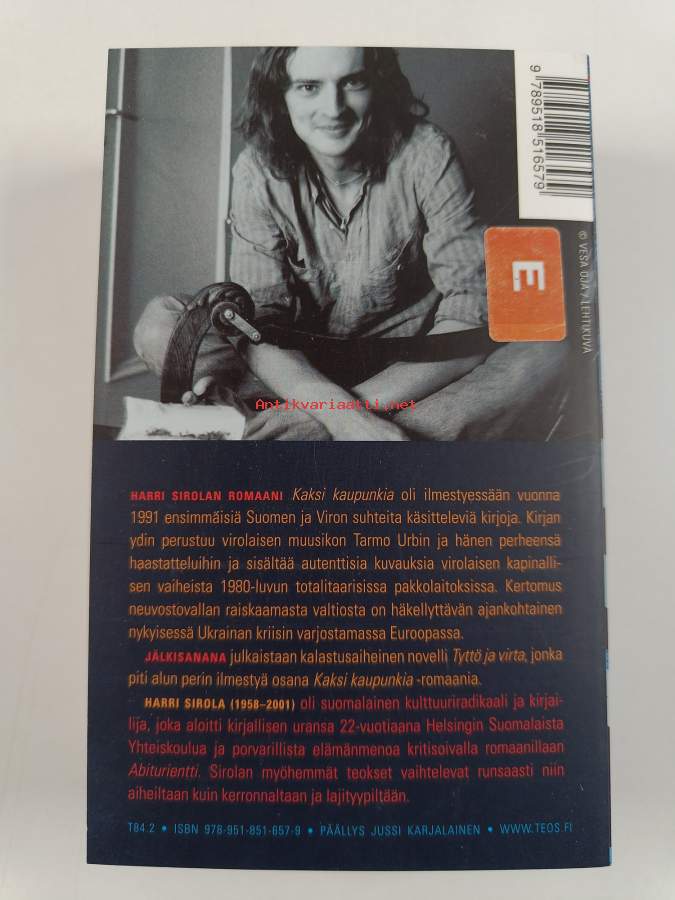 9 789518 516579
E
© VESA OJA / LEHTIKUVA
Antikvariaatti.net
HARRI SIROLAN ROMAANI Kaksi kaupunkia oli ilmestyessään vuonna
1991 ensimmäisiä Suomen ja Viron suhteita käsitteleviä kirjoja. Kirjan
ydin perustuu virolaisen muusikon Tarmo Urbin ja hänen perheensä
haastatteluihin ja sisältää autenttisia kuvauksia virolaisen kapinalli-
sen vaiheista 1980-luvun totalitaarisissa pakkolaitoksissa. Kertomus
neuvostovallan raiskaamasta valtiosta on häkellyttävän ajankohtainen
nykyisessä Ukrainan kriisin varjostamassa Euroopassa.
JÄLKISANANA julkaistaan kalastusaiheinen novelli Tyttö ja virta, jonka
piti alun perin ilmestyä osana Kaksi kaupunkia -romaania.
HARRI SIROLA (1958–2001) oli suomalainen kulttuuriradikaali ja kirjai-
lija, joka aloitti kirjallisen uransa 22-vuotiaana Helsingin Suomalaista
Yhteiskoulua ja porvarillista elämänmenoa kritisoivalla romaanillaan
Abiturientti. Sirolan myöhemmät teokset vaihtelevat runsaasti niin
aiheiltaan kuin kerronnaltaan ja lajityypiltään.
T84.2 • ISBN 978-951-851-657-9 • PÄÄLLYS JUSSI KARJALAINEN • WWW.TEOS.FI